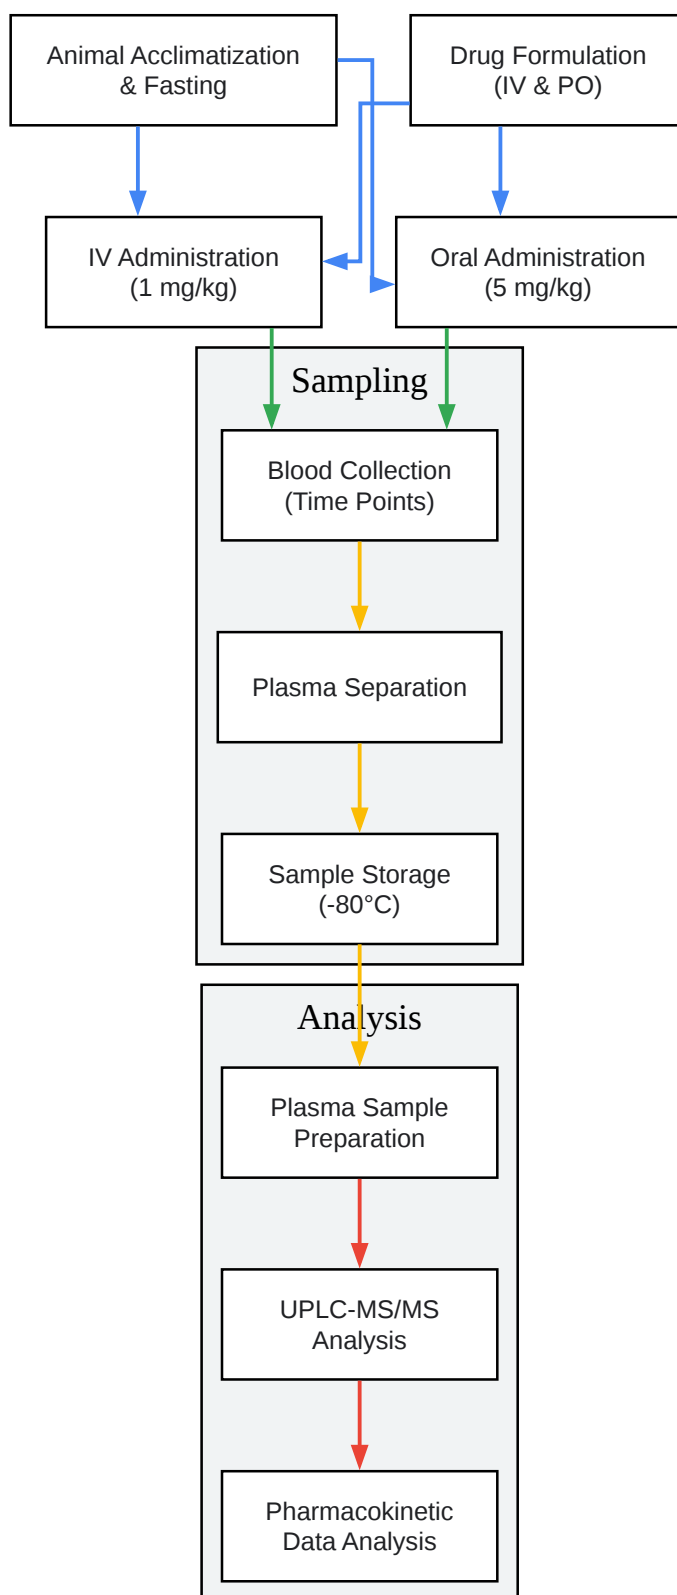 Animal Acclimatization
& Fasting
Drug Formulation
(IV & PO)
IV Administration
(1 mg/kg)
Oral Administration
(5 mg/kg)
Sampling
Blood Collection
(Time Points)
Plasma Separation
Sample Storage
(-80°C)
Analysis
Plasma Sample
Preparation
UPLC-MS/MS
Analysis
Pharmacokinetic
Data Analysis